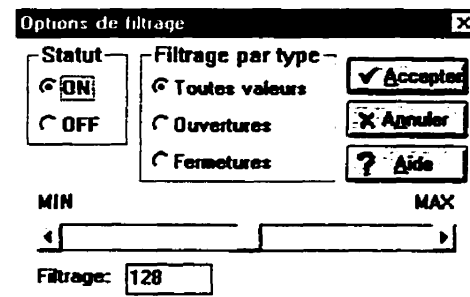 Options de filtrage
Statut
ON
OFF
Filtrage par type
Toutes valeurs
Ouvertures
Fermetures
Accepter
Annuler
Aide
MIN
MAX
Filtrage: 128